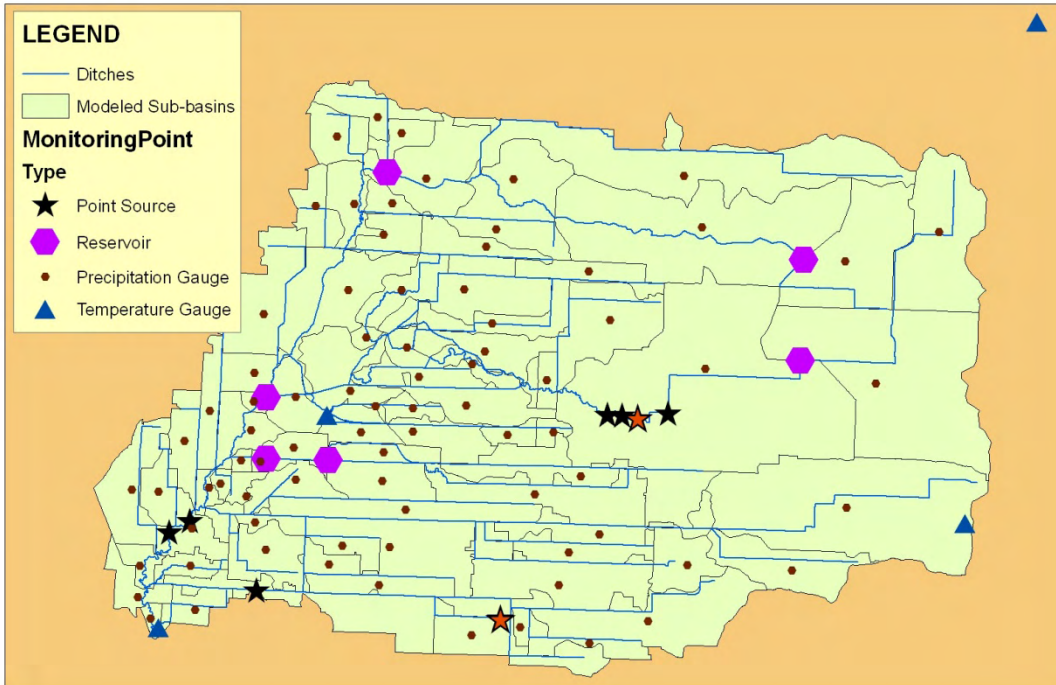 LEGEND
Ditches
Modeled Sub-basins
MonitoringPoint
Type
Point Source
Reservoir
Precipitation Gauge
Temperature Gauge